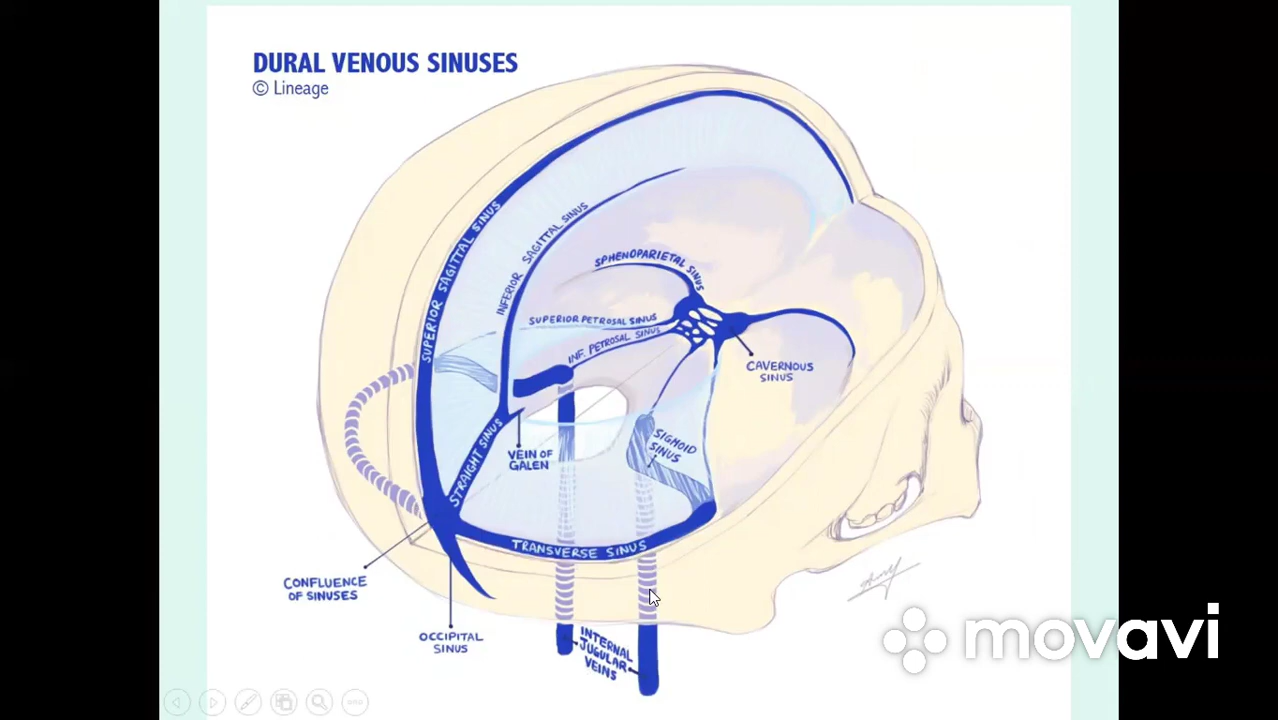 DURAL VENOUS SINUSES
© Lineage
SUPERIOR SAGITTAL SINUS
INFERIOR SAGITTAL SINUS
SPHENOPARIETAL SINUS
SUPERIOR PETROSAL SINUS
INF. PETROSAL SINUS
CAVERNOUS
SINUS
STRAIGHT SINUS
VEIN OF
GALEN
SIGMOID
SINUS
TRANSVERSE SINUS
CONFLUENCE
OF SINUSES
OCCIPITAL
SINUS
INTERNAL
JUGULAR
VEINS
movavi